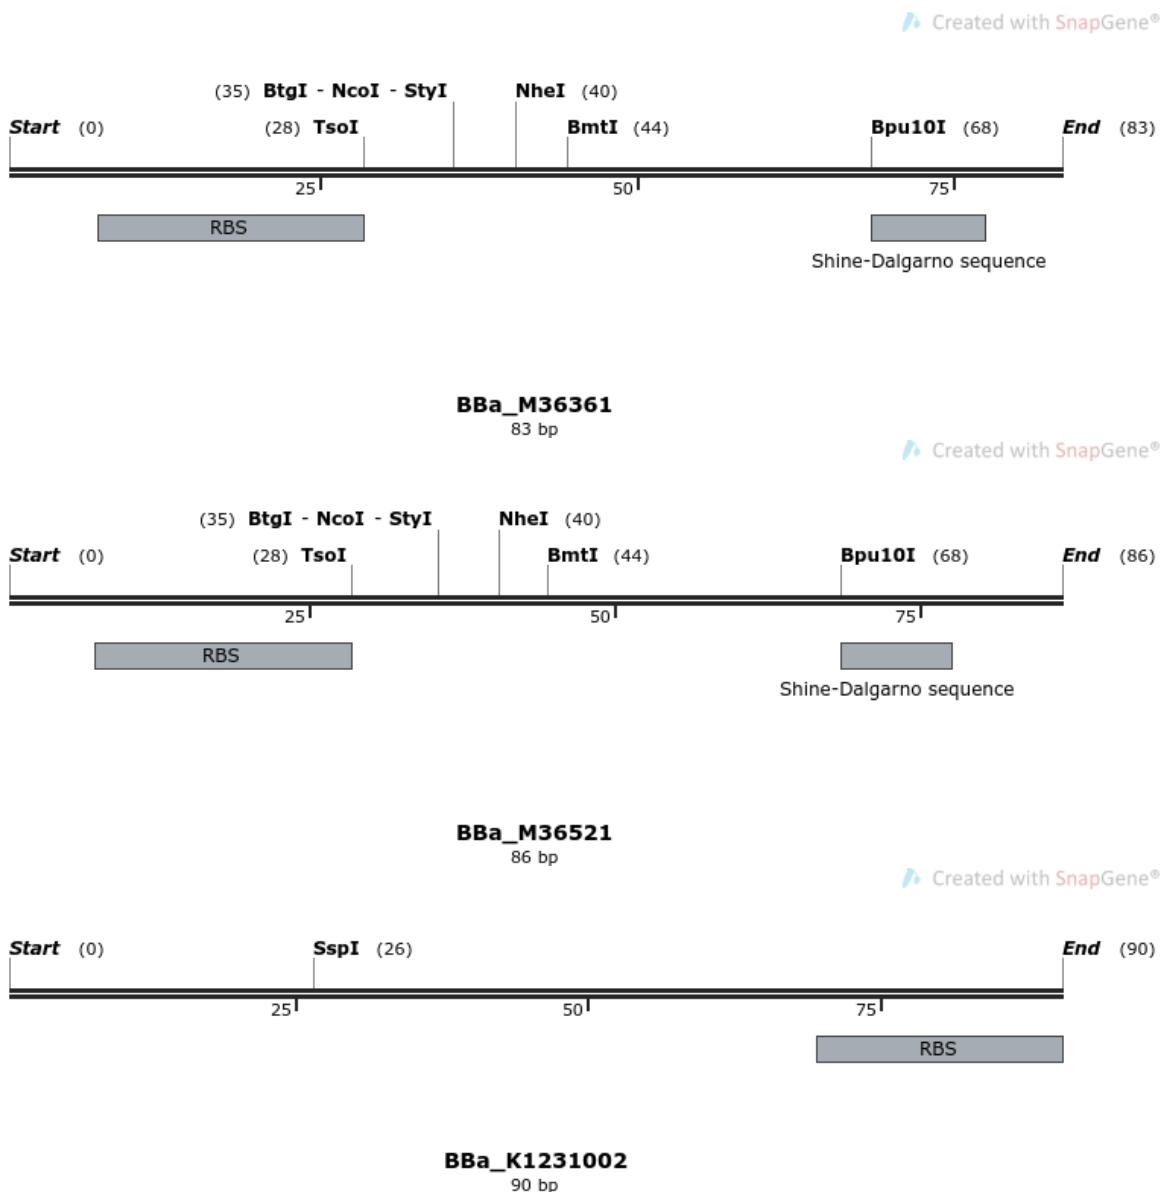 Created with SnapGene®
(35) BtgI - NcoI - StyI NheI (40)
Start (0) (28) TsoI BmtI (44) Bpu10I (68) End (83)
25 50 75
RBS
Shine-Dalgarno sequence
BBa_M36361
83 bp
Created with SnapGene®
(35) BtgI - NcoI - StyI NheI (40)
Start (0) (28) TsoI BmtI (44) Bpu10I (68) End (86)
25 50 75
RBS
Shine-Dalgarno sequence
BBa_M36521
86 bp
Created with SnapGene®
Start (0) SspI (26) End (90)
25 50 75
RBS
BBa_K1231002
90 bp